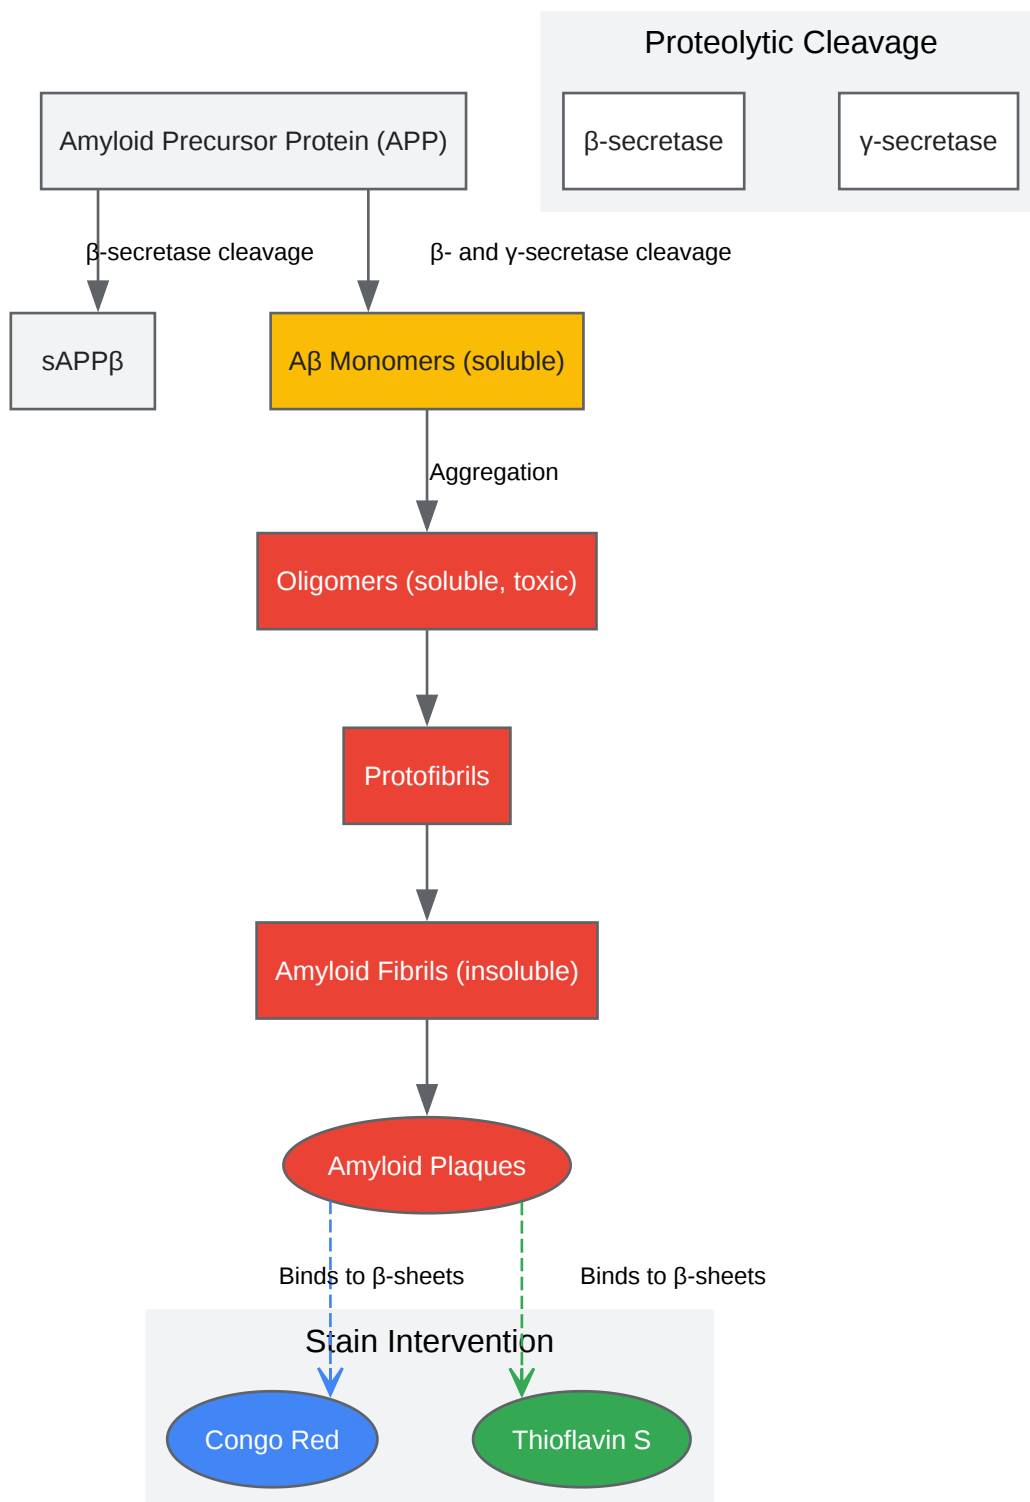 Proteolytic Cleavage
Amyloid Precursor Protein (APP)
β-secretase
γ-secretase
β-secretase cleavage
β- and γ-secretase cleavage
sAPPβ
Aβ Monomers (soluble)
Aggregation
Oligomers (soluble, toxic)
Protofibrils
Amyloid Fibrils (insoluble)
Amyloid Plaques
Binds to β-sheets
Binds to β-sheets
Stain Intervention
Congo Red
Thioflavin S